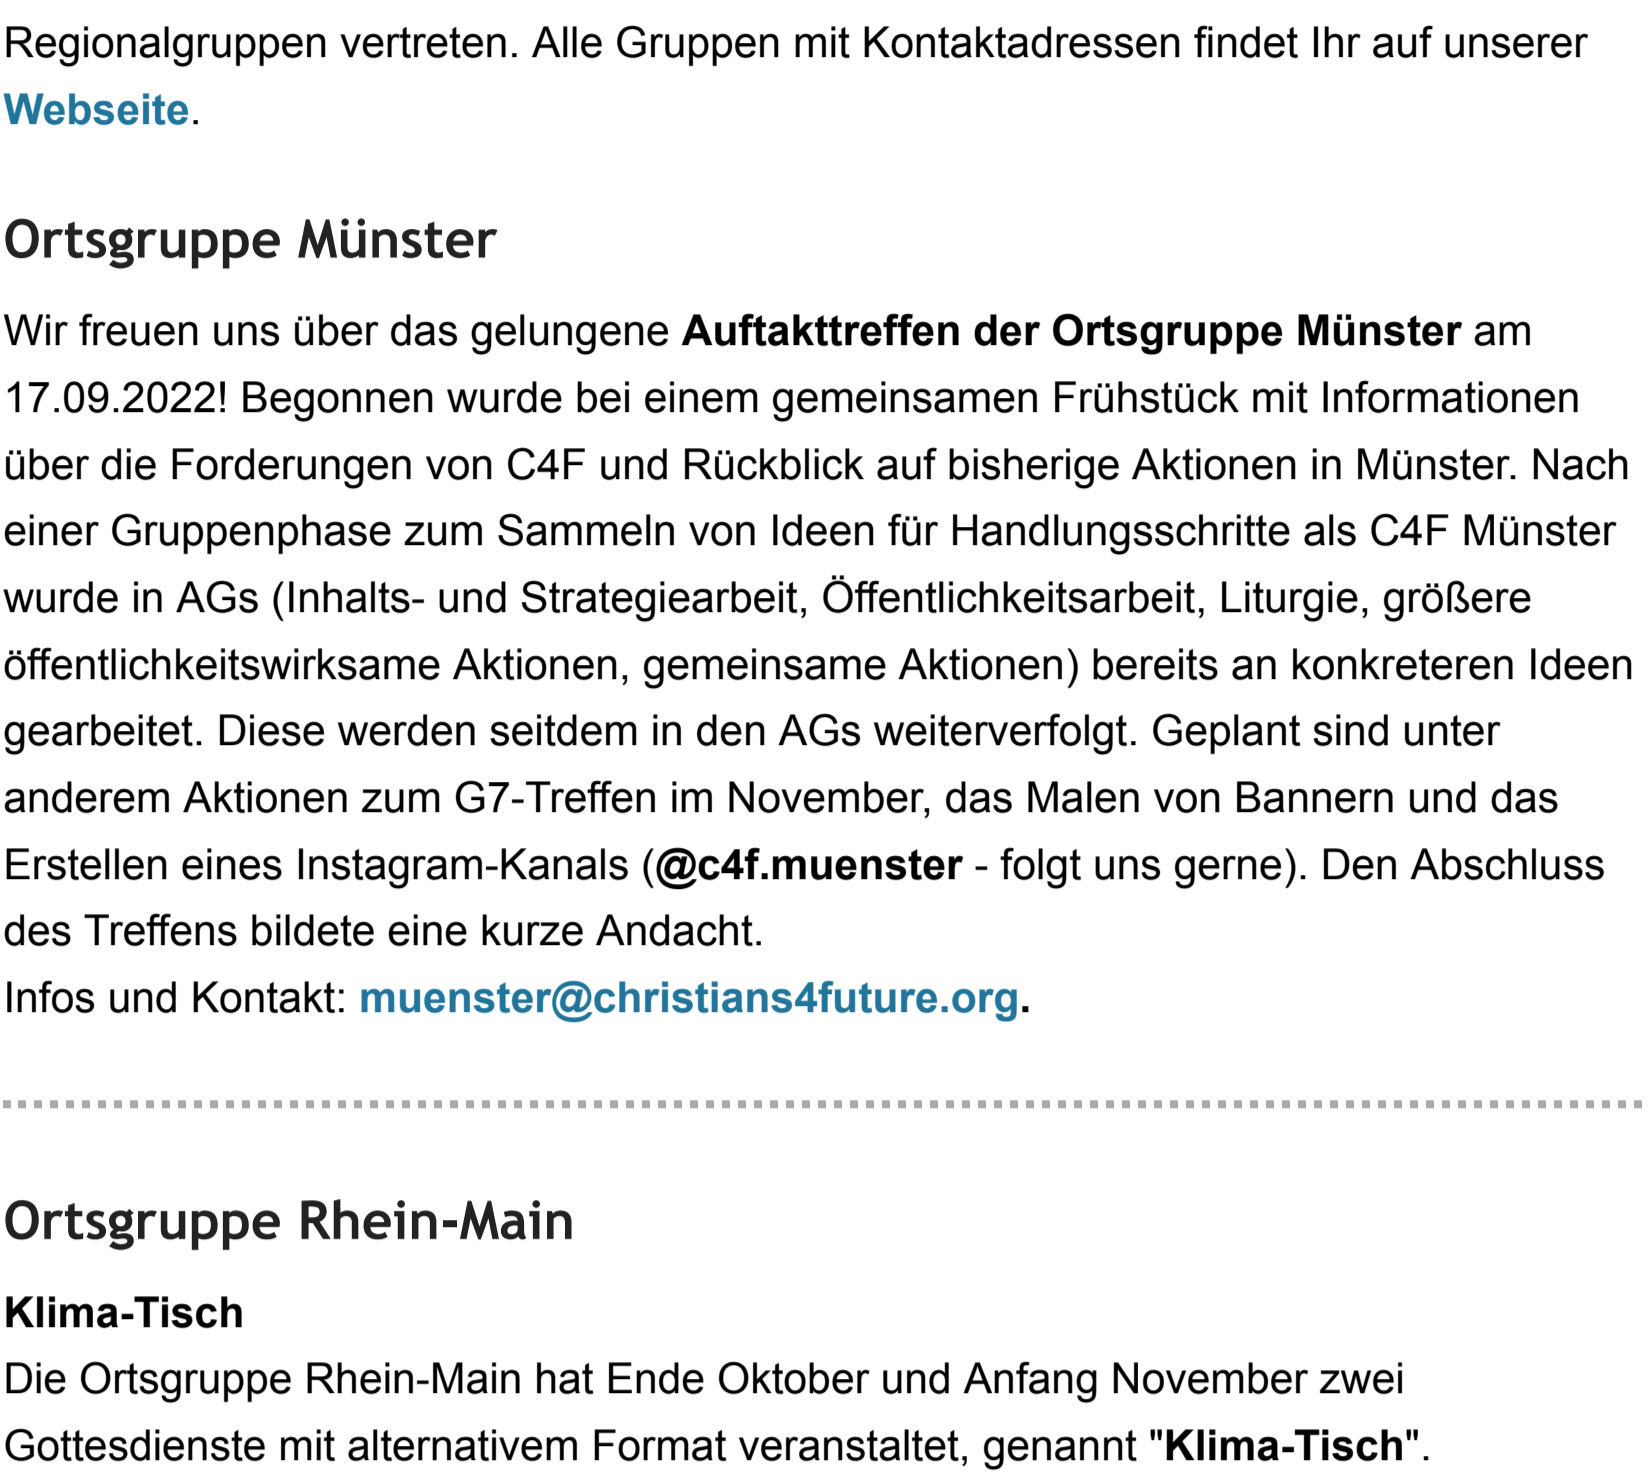 Regionalgruppen vertreten. Alle Gruppen mit Kontaktadressen findet Ihr auf unserer
Webseite.
Ortsgruppe Münster
Wir freuen uns über das gelungene Auftakttreffen der Ortsgruppe Münster am
17.09.2022! Begonnen wurde bei einem gemeinsamen Frühstück mit Informationen
über die Forderungen von C4F und Rückblick auf bisherige Aktionen in Münster. Nach
einer Gruppenphase zum Sammeln von Ideen für Handlungsschritte als C4F Münster
wurde in AGs (Inhalts- und Strategiearbeit, Öffentlichkeitsarbeit, Liturgie, größere
öffentlichkeitswirksame Aktionen, gemeinsame Aktionen) bereits an konkreteren Ideen
gearbeitet. Diese werden seitdem in den AGs weiterverfolgt. Geplant sind unter
anderem Aktionen zum G7-Treffen im November, das Malen von Bannern und das
Erstellen eines Instagram-Kanals (@c4f.muenster - folgt uns gerne). Den Abschluss
des Treffens bildete eine kurze Andacht.
Infos und Kontakt: muenster@christians4future.org.
Ortsgruppe Rhein-Main
Klima-Tisch
Die Ortsgruppe Rhein-Main hat Ende Oktober und Anfang November zwei
Gottesdienste mit alternativem Format veranstaltet, genannt "Klima-Tisch".